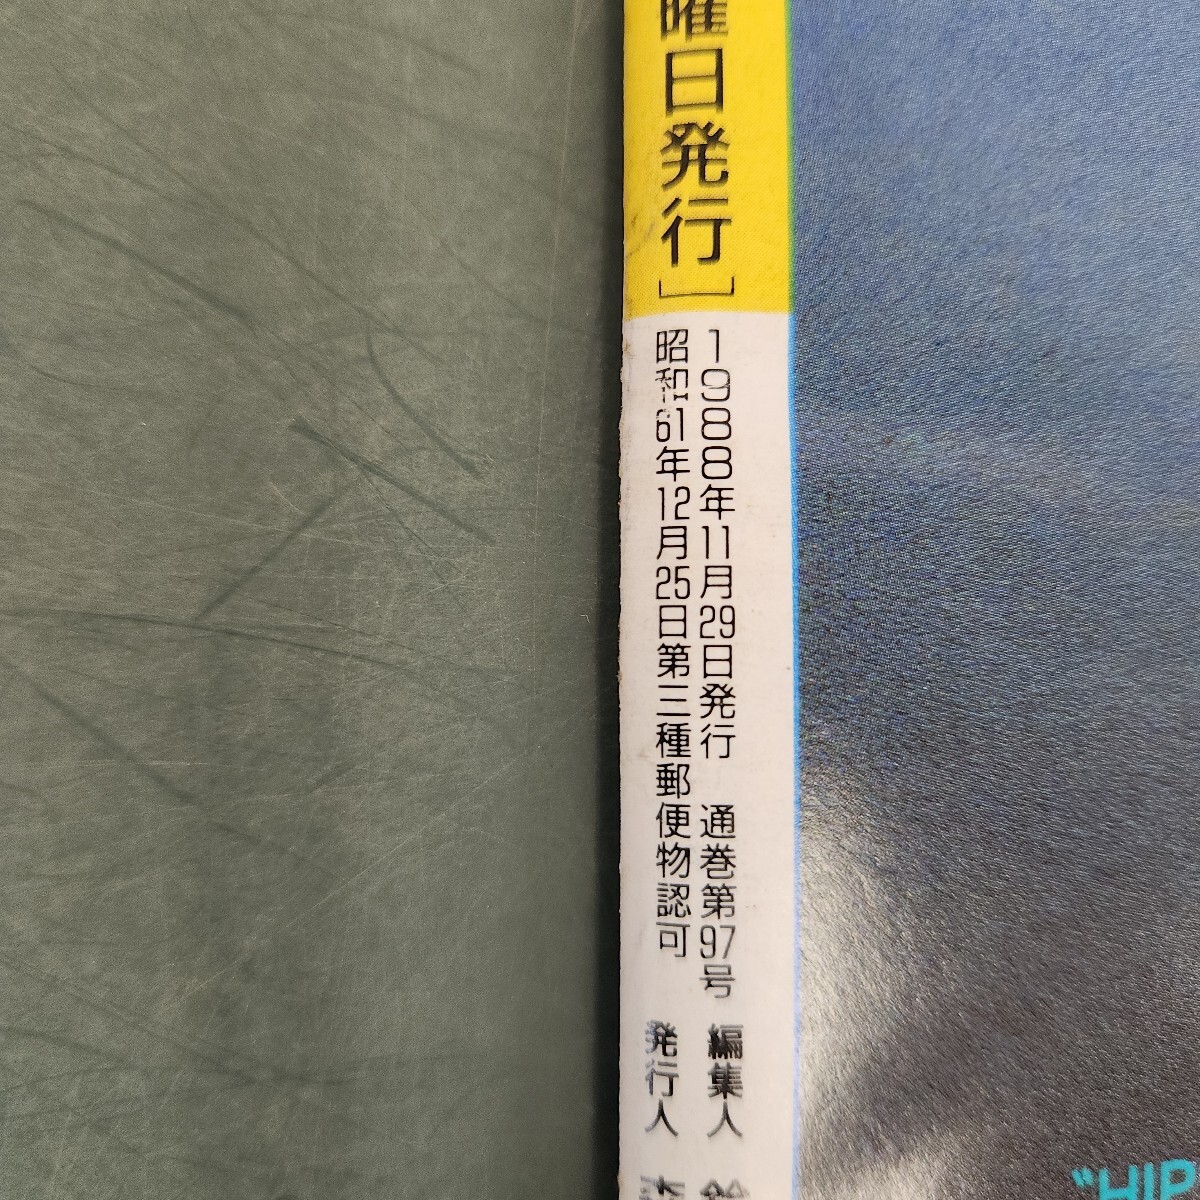 曜日発行]
1988年11月29日発行 通巻第97号 編集人 鈴
昭和61年12月25日第三種郵便物認可 発行人
"HIP